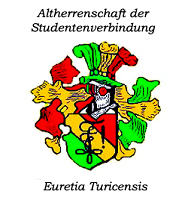 Altherrenschaft der
Studentenverbindung
Euretia Turicensis